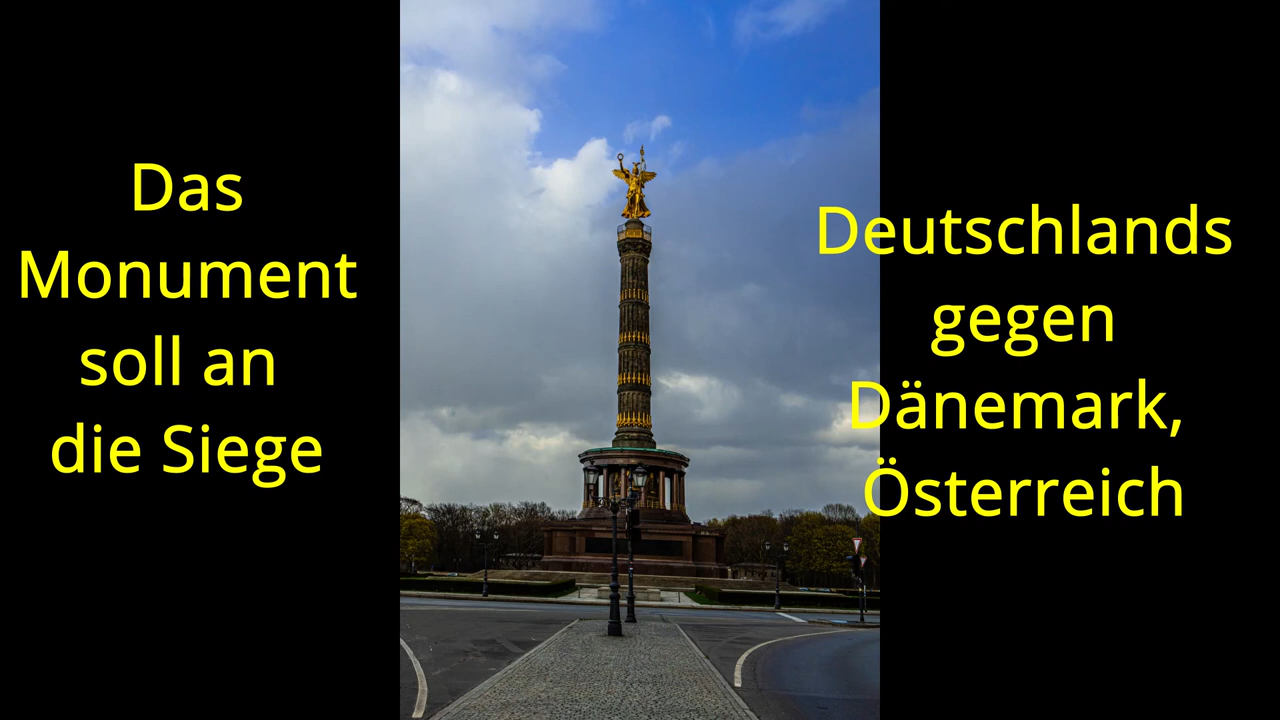 Das
Monument
soll an
die Siege
Deutschlands
gegen
Dänemark,
Österreich